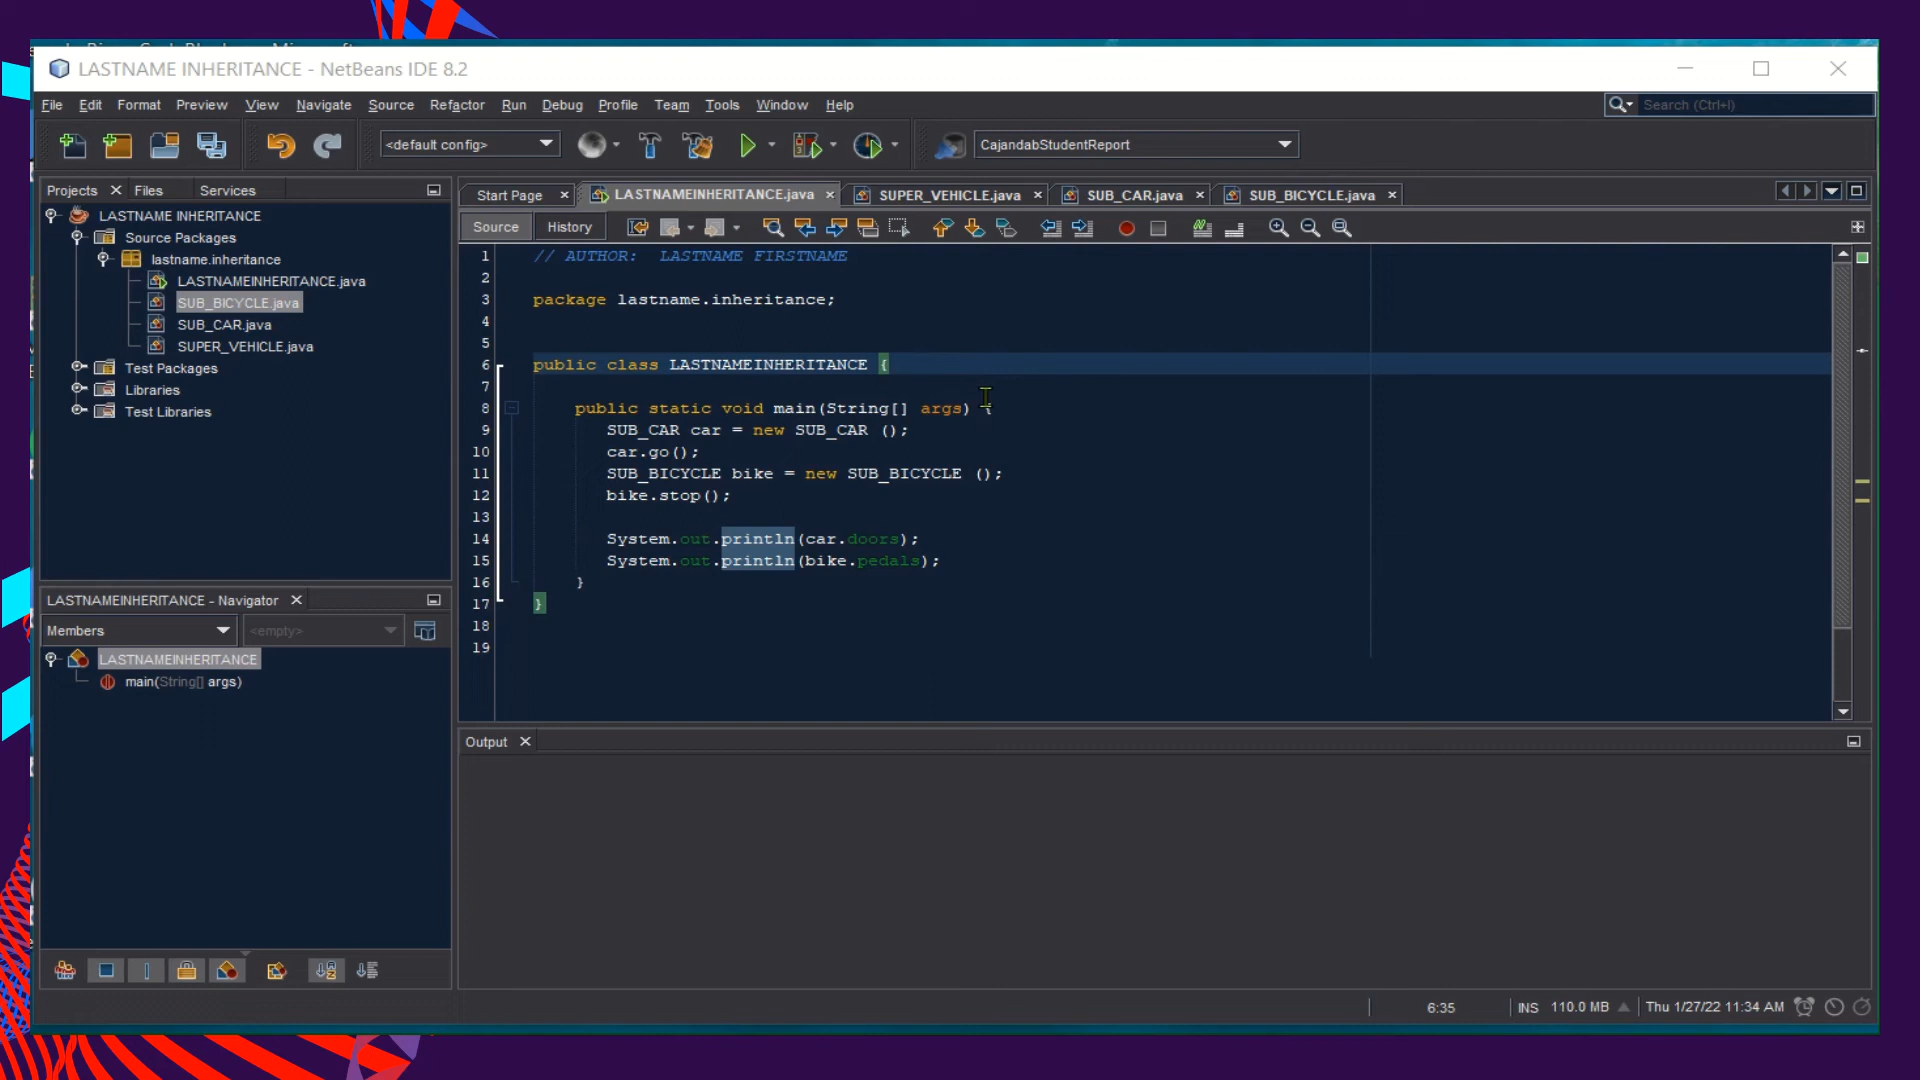 LASTNAME INHERITANCE - NetBeans IDE 8.2
File Edit Format Preview View Navigate Source Refactor Run Debug Profile Team Tools Window Help
Search (Ctrl+I)
<default config>
CajandabStudentReport
Projects Files Services
LASTNAME INHERITANCE
Source Packages
lastname.inheritance
LASTNAMEINHERITANCE.java
SUB_BICYCLE.java
SUB_CAR.java
SUPER_VEHICLE.java
Test Packages
Libraries
Test Libraries
LASTNAMEINHERITANCE - Navigator
Members
<empty>
LASTNAMEINHERITANCE
main(String[] args)
Start Page LASTNAMEINHERITANCE.java SUPER_VEHICLE.java SUB_CAR.java SUB_BICYCLE.java
Source History
1 // AUTHOR: LASTNAME FIRSTNAME
2
3 package lastname.inheritance;
4
5
6 public class LASTNAMEINHERITANCE {
7
8 public static void main(String[] args) {
9 SUB_CAR car = new SUB_CAR ();
10 car.go();
11 SUB_BICYCLE bike = new SUB_BICYCLE ();
12 bike.stop();
13
14 System.out.println(car.doors);
15 System.out.println(bike.pedals);
16 }
17 }
18
19
Output
6:35 INS 110.0 MB Thu 1/27/22 11:34 AM